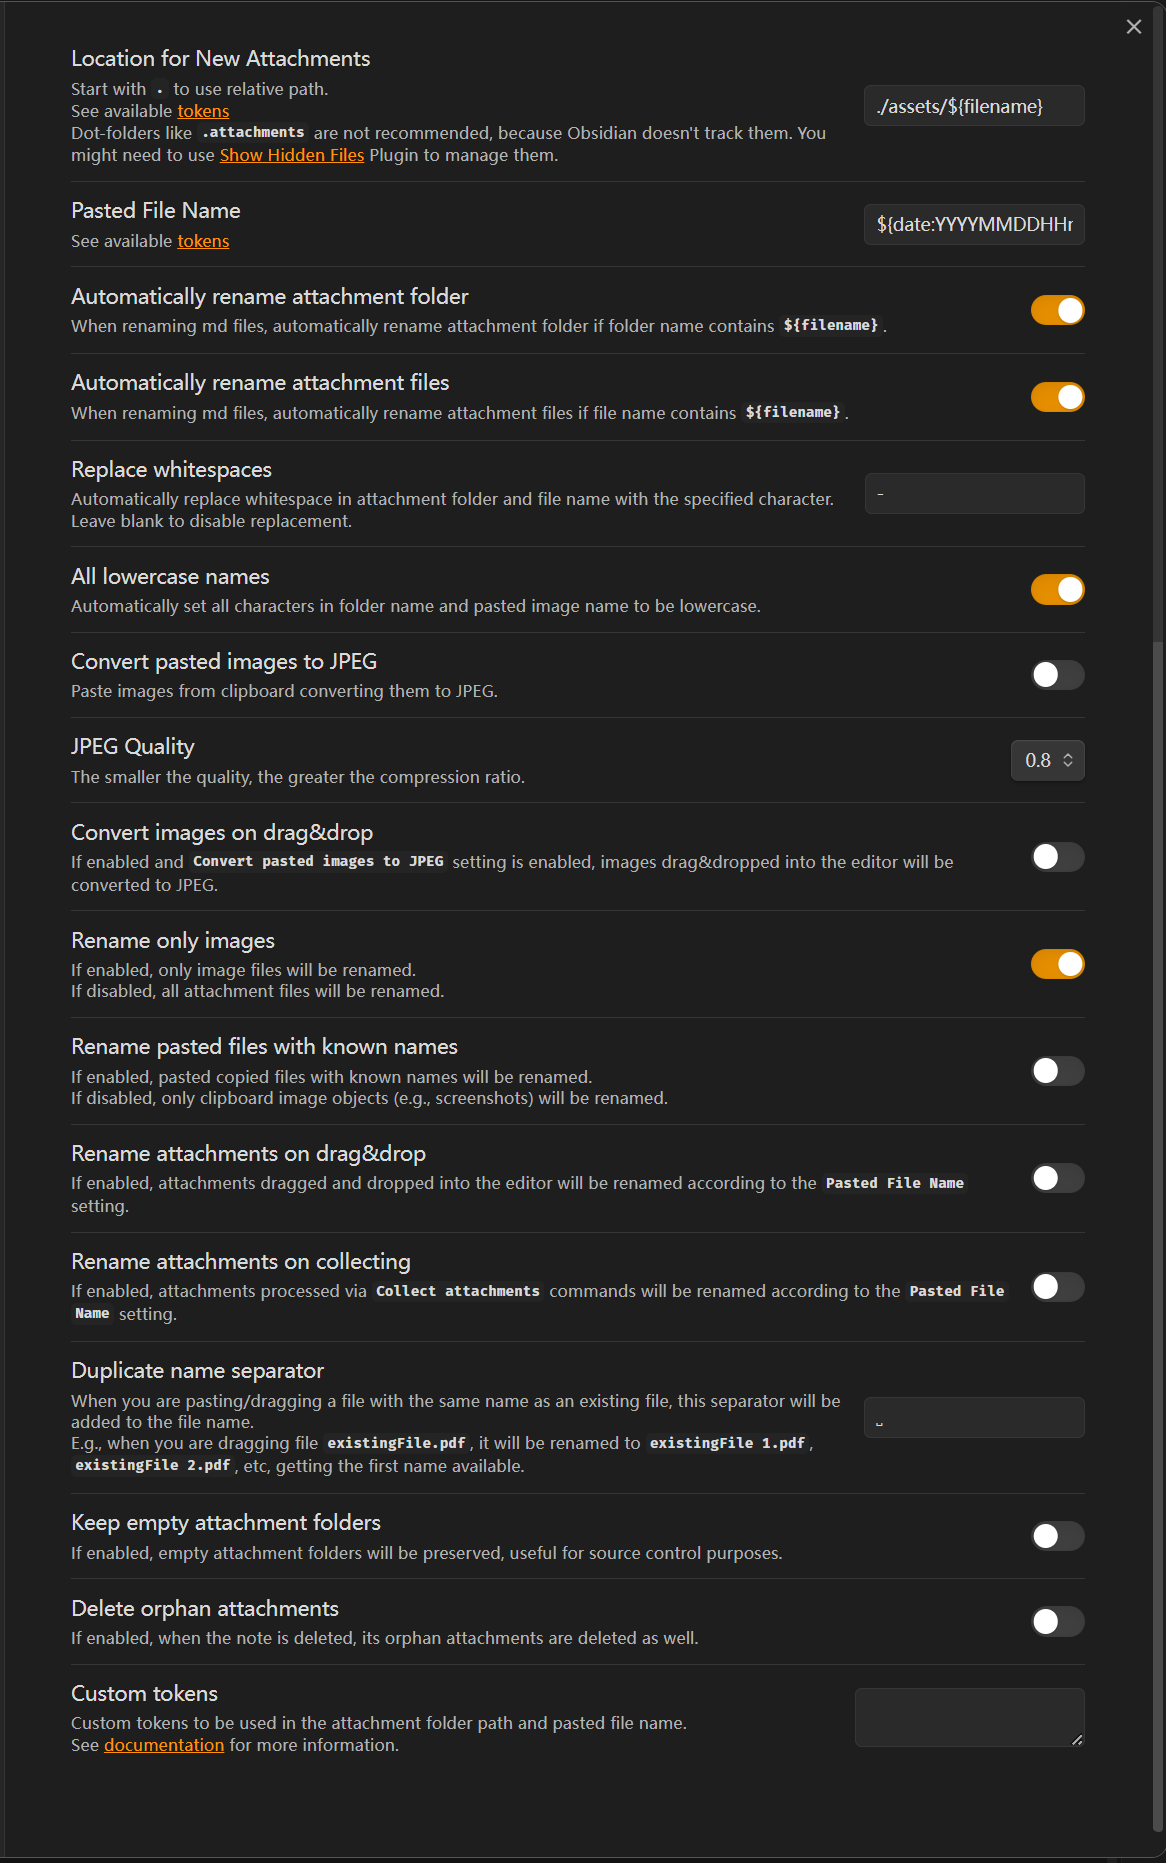 Location for New Attachments
Start with . to use relative path.
See available tokens
Dot-folders like .attachments are not recommended, because Obsidian doesn't track them. You
might need to use Show Hidden Files Plugin to manage them.
./assets/${filename}
Pasted File Name
See available tokens
${date:YYYYMMDDHH
Automatically rename attachment folder
When renaming md files, automatically rename attachment folder if folder name contains ${filename} .
Automatically rename attachment files
When renaming md files, automatically rename attachment files if file name contains ${filename} .
Replace whitespaces
Automatically replace whitespace in attachment folder and file name with the specified character.
Leave blank to disable replacement.
-
All lowercase names
Automatically set all characters in folder name and pasted image name to be lowercase.
Convert pasted images to JPEG
Paste images from clipboard converting them to JPEG.
JPEG Quality
The smaller the quality, the greater the compression ratio.
0.8
Convert images on drag&drop
If enabled and Convert pasted images to JPEG setting is enabled, images drag&dropped into the editor will be
converted to JPEG.
Rename only images
If enabled, only image files will be renamed.
If disabled, all attachment files will be renamed.
Rename pasted files with known names
If enabled, pasted copied files with known names will be renamed.
If disabled, only clipboard image objects (e.g., screenshots) will be renamed.
Rename attachments on drag&drop
If enabled, attachments dragged and dropped into the editor will be renamed according to the Pasted File Name
setting.
Rename attachments on collecting
If enabled, attachments processed via Collect attachments commands will be renamed according to the Pasted File
Name setting.
Duplicate name separator
When you are pasting/dragging a file with the same name as an existing file, this separator will be
added to the file name.
E.g., when you are dragging file existingFile.pdf , it will be renamed to existingFile 1.pdf ,
existingFile 2.pdf , etc, getting the first name available.
␣
Keep empty attachment folders
If enabled, empty attachment folders will be preserved, useful for source control purposes.
Delete orphan attachments
If enabled, when the note is deleted, its orphan attachments are deleted as well.
Custom tokens
Custom tokens to be used in the attachment folder path and pasted file name.
See documentation for more information.